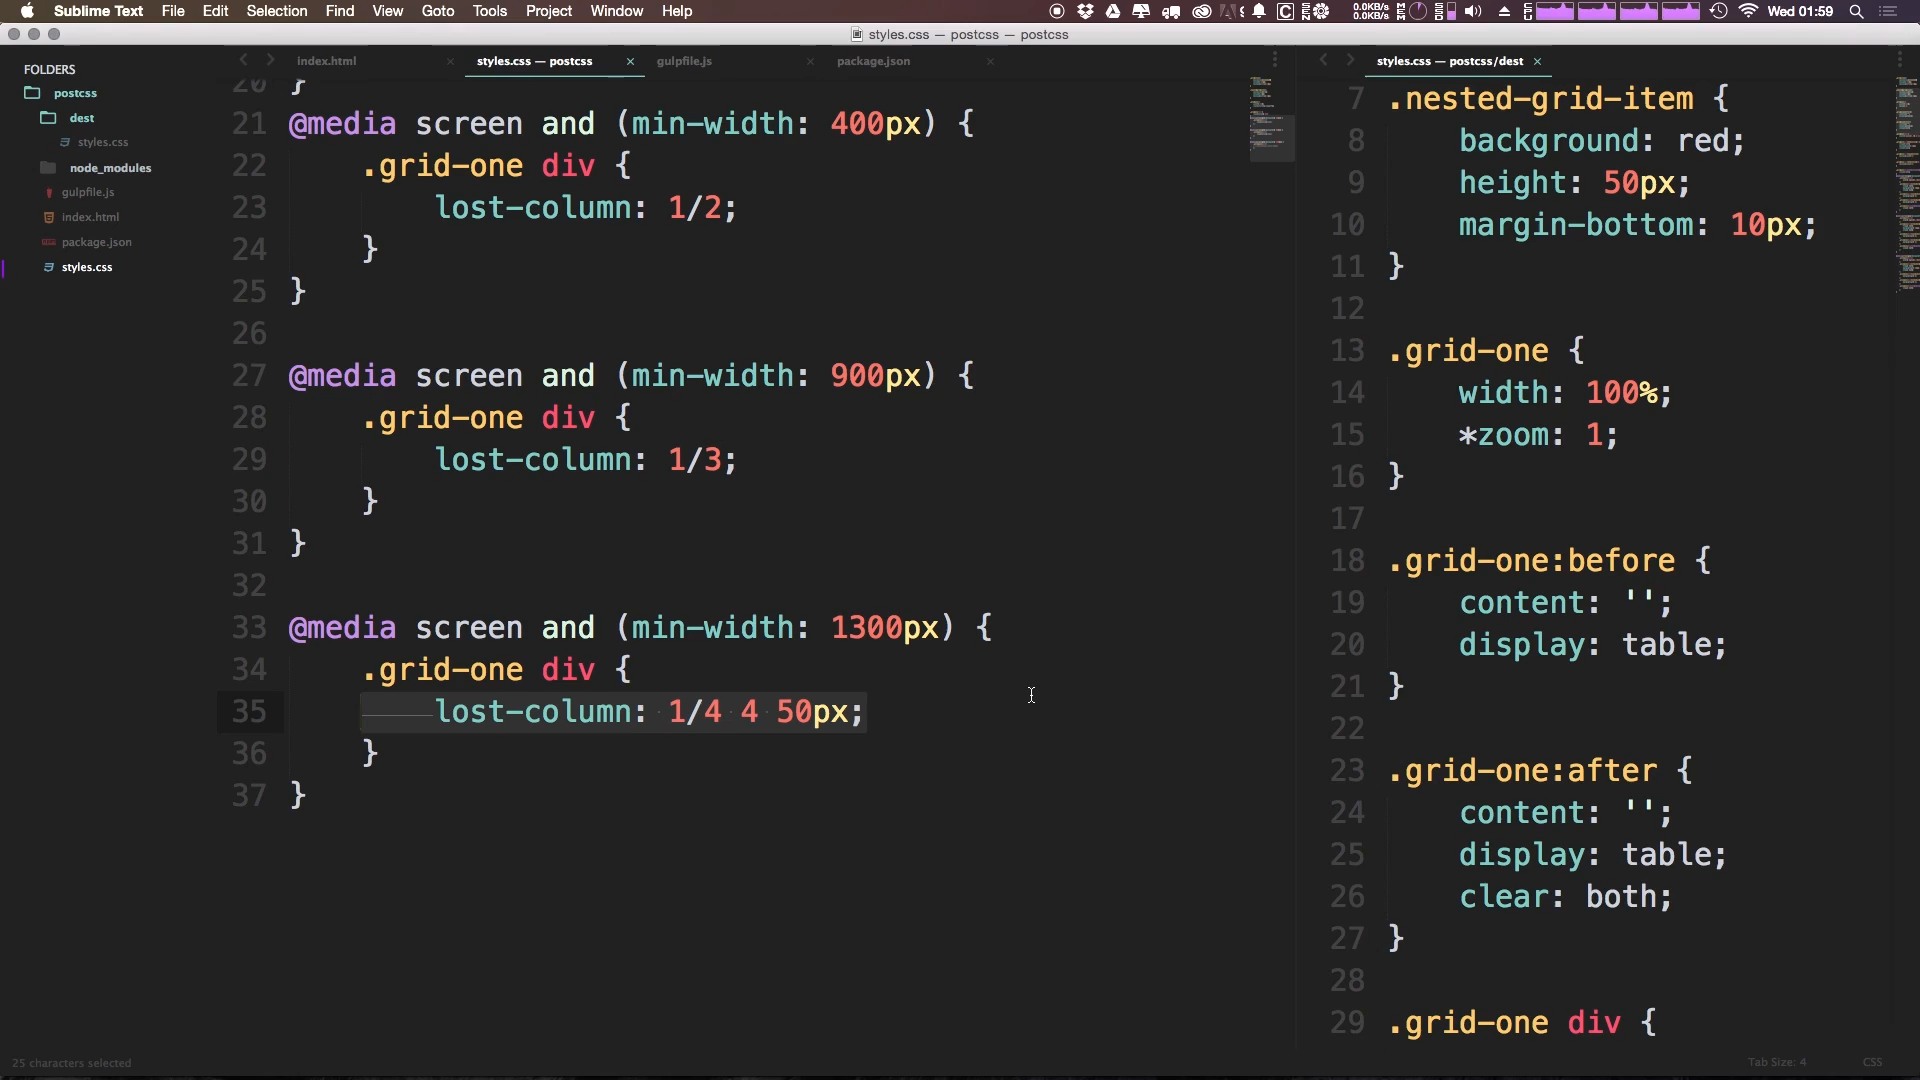 Sublime Text File Edit Selection Find View Goto Tools Project Window Help
0.0KB/s
0.0KB/s
Wed 01:59
styles.css — postcss — postcss
FOLDERS
postcss
dest
styles.css
node_modules
gulpfile.js
index.html
package.json
styles.css
index.html
styles.css — postcss
gulpfile.js
package.json
20 }
21 @media screen and (min-width: 400px) {
22 .grid-one div {
23 lost-column: 1/2;
24 }
25 }
26
27 @media screen and (min-width: 900px) {
28 .grid-one div {
29 lost-column: 1/3;
30 }
31 }
32
33 @media screen and (min-width: 1300px) {
34 .grid-one div {
35 lost-column: 1/4 4 50px;
36 }
37 }
styles.css — postcss/dest
7 .nested-grid-item {
8 background: red;
9 height: 50px;
10 margin-bottom: 10px;
11 }
12
13 .grid-one {
14 width: 100%;
15 *zoom: 1;
16 }
17
18 .grid-one:before {
19 content: '';
20 display: table;
21 }
22
23 .grid-one:after {
24 content: '';
25 display: table;
26 clear: both;
27 }
28
29 .grid-one div {
25 characters selected
Tab Size: 4
CSS